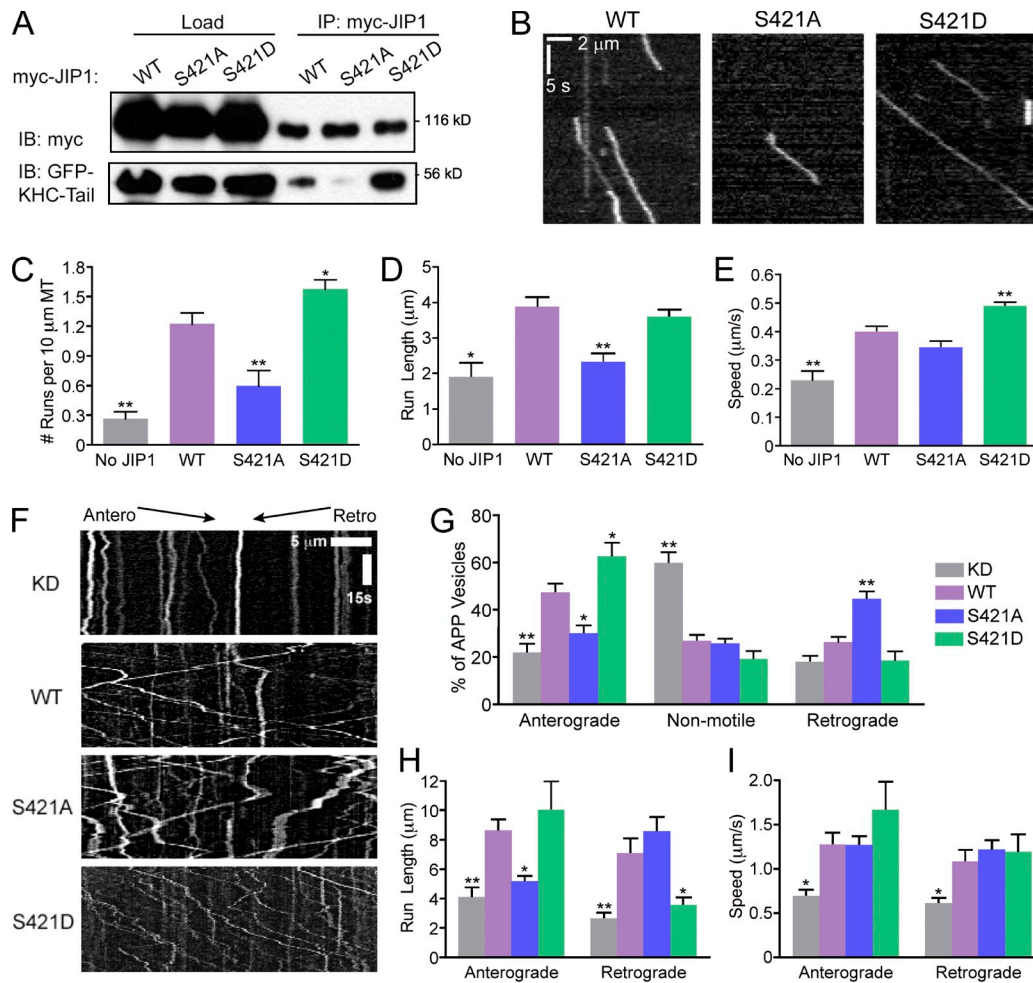 A
Load
IP: myc-JIP1
myc-JIP1:
WT
S421A
S421D
WT
S421A
S421D
IB: myc
116 kD
IB: GFP-
KHC-Tail
56 kD
B
WT
S421A
S421D
2 μm
5 s
C
# Runs per 10 μm MT
1.8
1.5
1.2
0.9
0.6
0.3
0
**
**
*
No JIP1
WT
S421A
S421D
D
Run Length (μm)
5
4
3
2
1
0
*
**
No JIP1
WT
S421A
S421D
E
Speed (μm/s)
0.6
0.5
0.4
0.3
0.2
0.1
0
**
**
No JIP1
WT
S421A
S421D
F
Antero
Retro
5 μm
15s
KD
WT
S421A
S421D
G
% of APP Vesicles
80
60
40
20
0
**
*
*
**
**
Anterograde
Non-motile
Retrograde
KD
WT
S421A
S421D
H
Run Length (μm)
12
10
8
6
4
2
0
**
*
**
*
Anterograde
Retrograde
I
Speed (μm/s)
2.0
1.5
1.0
0.5
0
*
*
Anterograde
Retrograde